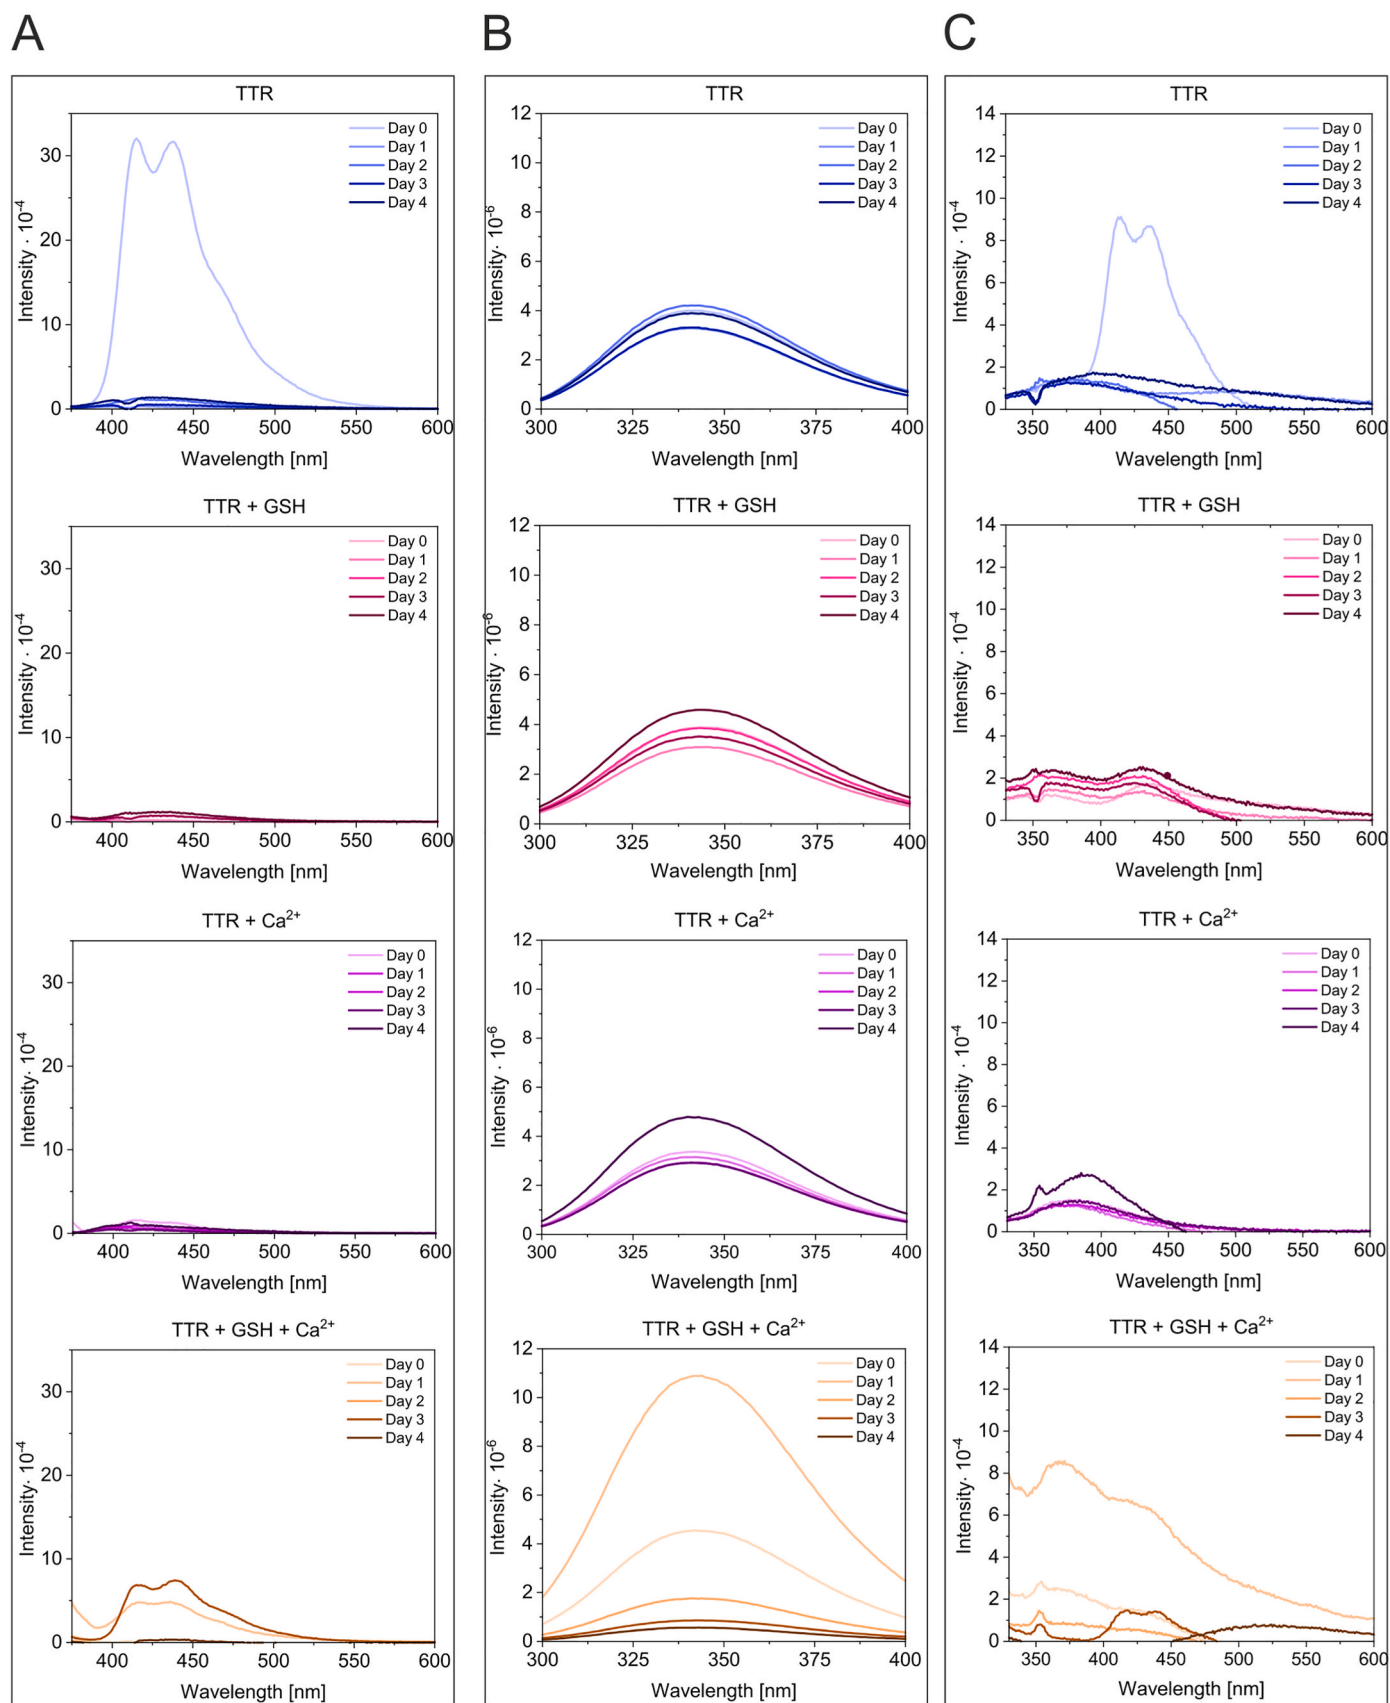 A
B
C
TTR
TTR
TTR
Day 0
Day 1
Day 2
Day 3
Day 4
Intensity · 10⁻⁴
30
20
10
0
400
450
500
550
600
Wavelength [nm]
Day 0
Day 1
Day 2
Day 3
Day 4
Intensity· 10⁻⁶
12
10
8
6
4
2
0
300
325
350
375
400
Wavelength [nm]
Day 0
Day 1
Day 2
Day 3
Day 4
Intensity · 10⁻⁴
14
12
10
8
6
4
2
0
350
400
450
500
550
600
Wavelength [nm]
TTR + GSH
TTR + GSH
TTR + GSH
Day 0
Day 1
Day 2
Day 3
Day 4
Intensity · 10⁻⁴
30
20
10
0
400
450
500
550
600
Wavelength [nm]
Day 0
Day 1
Day 2
Day 3
Day 4
Intensity · 10⁻⁶
12
10
8
6
4
2
0
300
325
350
375
400
Wavelength [nm]
Day 0
Day 1
Day 2
Day 3
Day 4
Intensity · 10⁻⁴
14
12
10
8
6
4
2
0
350
400
450
500
550
600
Wavelength [nm]
TTR + Ca²⁺
TTR + Ca²⁺
TTR + Ca²⁺
Day 0
Day 1
Day 2
Day 3
Day 4
Intensity· 10⁻⁴
30
20
10
0
400
450
500
550
600
Wavelength [nm]
Day 0
Day 1
Day 2
Day 3
Day 4
Intensity· 10⁻⁶
12
10
8
6
4
2
0
300
325
350
375
400
Wavelength [nm]
Day 0
Day 1
Day 2
Day 3
Day 4
Intensity · 10⁻⁴
14
12
10
8
6
4
2
0
350
400
450
500
550
600
Wavelength [nm]
TTR + GSH + Ca²⁺
TTR + GSH + Ca²⁺
TTR + GSH + Ca²⁺
Day 0
Day 1
Day 2
Day 3
Day 4
Intensity· 10⁻⁴
30
20
10
0
400
450
500
550
600
Wavelength [nm]
Day 0
Day 1
Day 2
Day 3
Day 4
Intensity· 10⁻⁶
12
10
8
6
4
2
0
300
325
350
375
400
Wavelength [nm]
Day 0
Day 1
Day 2
Day 3
Day 4
Intensity· 10⁻⁴
14
12
10
8
6
4
2
0
350
400
450
500
550
600
Wavelength [nm]